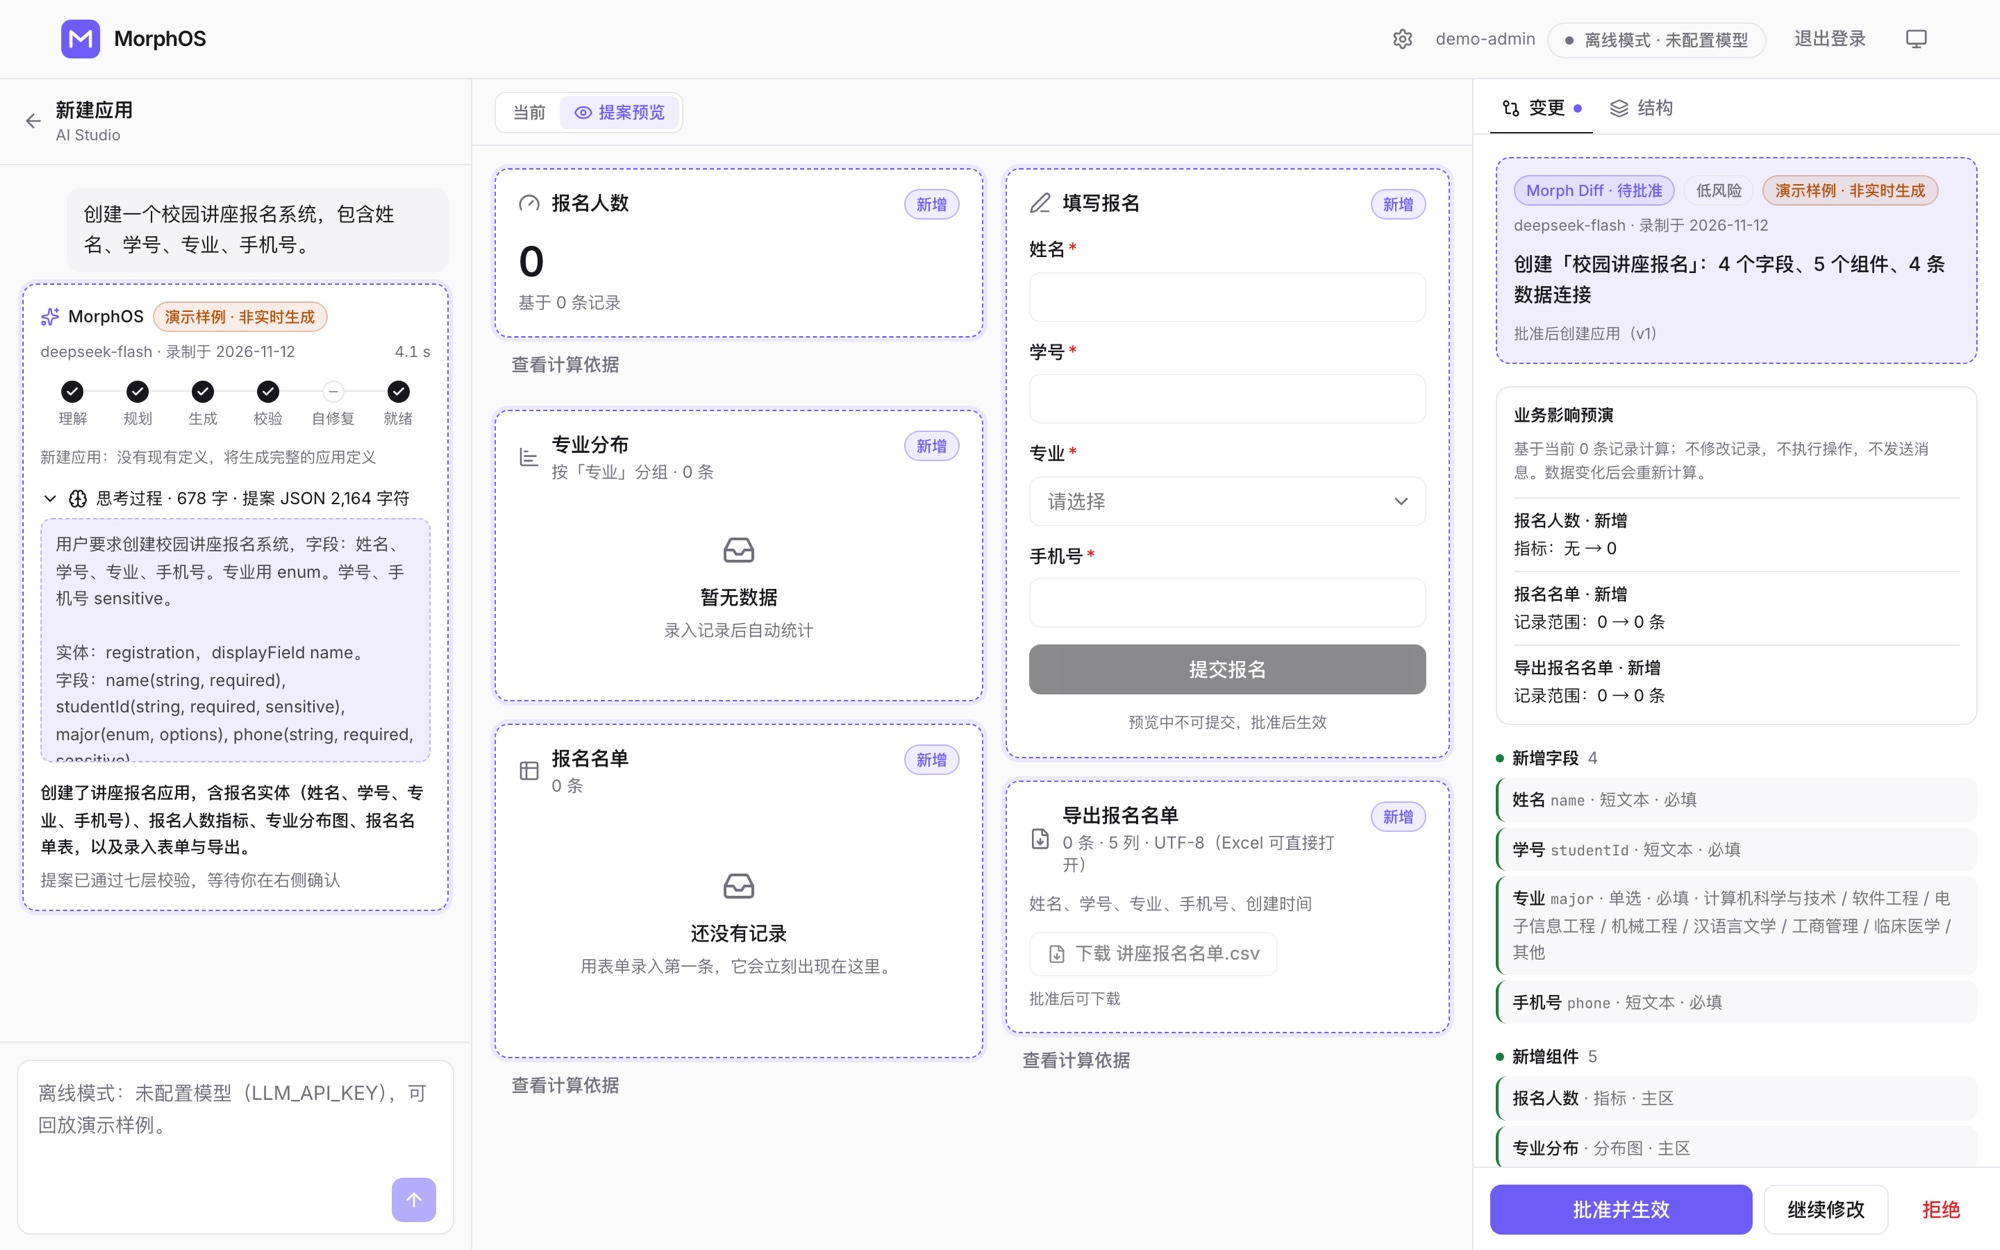 MorphOS
demo-admin
离线模式 · 未配置模型
退出登录
新建应用
AI Studio
创建一个校园讲座报名系统，包含姓
名、学号、专业、手机号。
MorphOS
演示样例 · 非实时生成
deepseek-flash · 录制于 2026-11-12
4.1 s
理解
规划
生成
校验
自修复
就绪
新建应用：没有现有定义，将生成完整的应用定义
思考过程 · 678 字 · 提案 JSON 2,164 字符
用户要求创建校园讲座报名系统，字段：姓名、
学号、专业、手机号。专业用 enum。学号、手
机号 sensitive。
实体：registration，displayField name。
字段：name(string, required),
studentId(string, required, sensitive),
major(enum, options), phone(string, required,
sensitive)
创建了讲座报名应用，含报名实体（姓名、学号、专
业、手机号）、报名人数指标、专业分布图、报名名
单表，以及录入表单与导出。
提案已通过七层校验，等待你在右侧确认
离线模式：未配置模型（LLM_API_KEY），可
回放演示样例。
当前
提案预览
报名人数
新增
0
基于 0 条记录
查看计算依据
专业分布
新增
按「专业」分组 · 0 条
暂无数据
录入记录后自动统计
报名名单
新增
0 条
还没有记录
用表单录入第一条，它会立刻出现在这里。
查看计算依据
填写报名
新增
姓名*
学号*
专业*
请选择
手机号*
提交报名
预览中不可提交，批准后生效
导出报名名单
新增
0 条 · 5 列 · UTF-8（Excel 可直接打
开）
姓名、学号、专业、手机号、创建时间
下载 讲座报名名单.csv
批准后可下载
查看计算依据
变更
结构
Morph Diff · 待批准
低风险
演示样例 · 非实时生成
deepseek-flash · 录制于 2026-11-12
创建「校园讲座报名」：4 个字段、5 个组件、4 条
数据连接
批准后创建应用（v1）
业务影响预演
基于当前 0 条记录计算；不修改记录，不执行操作，不发送消
息。数据变化后会重新计算。
报名人数 · 新增
指标：无 → 0
报名名单 · 新增
记录范围：0 → 0 条
导出报名名单 · 新增
记录范围：0 → 0 条
新增字段 4
姓名 name · 短文本 · 必填
学号 studentId · 短文本 · 必填
专业 major · 单选 · 必填 · 计算机科学与技术 / 软件工程 / 电
子信息工程 / 机械工程 / 汉语言文学 / 工商管理 / 临床医学 /
其他
手机号 phone · 短文本 · 必填
新增组件 5
报名人数 · 指标 · 主区
专业分布 · 分布图 · 主区
批准并生效
继续修改
拒绝